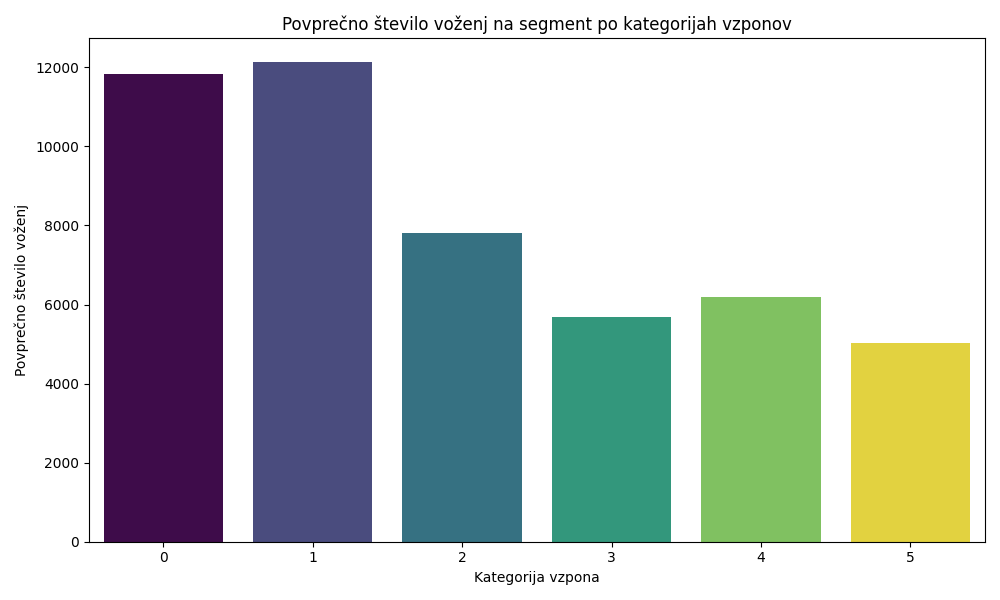 Povprečno število voženj na segment po kategorijah vzponov
Povprečno število voženj
12000
10000
8000
6000
4000
2000
0
0 1 2 3 4 5
Kategorija vzpona